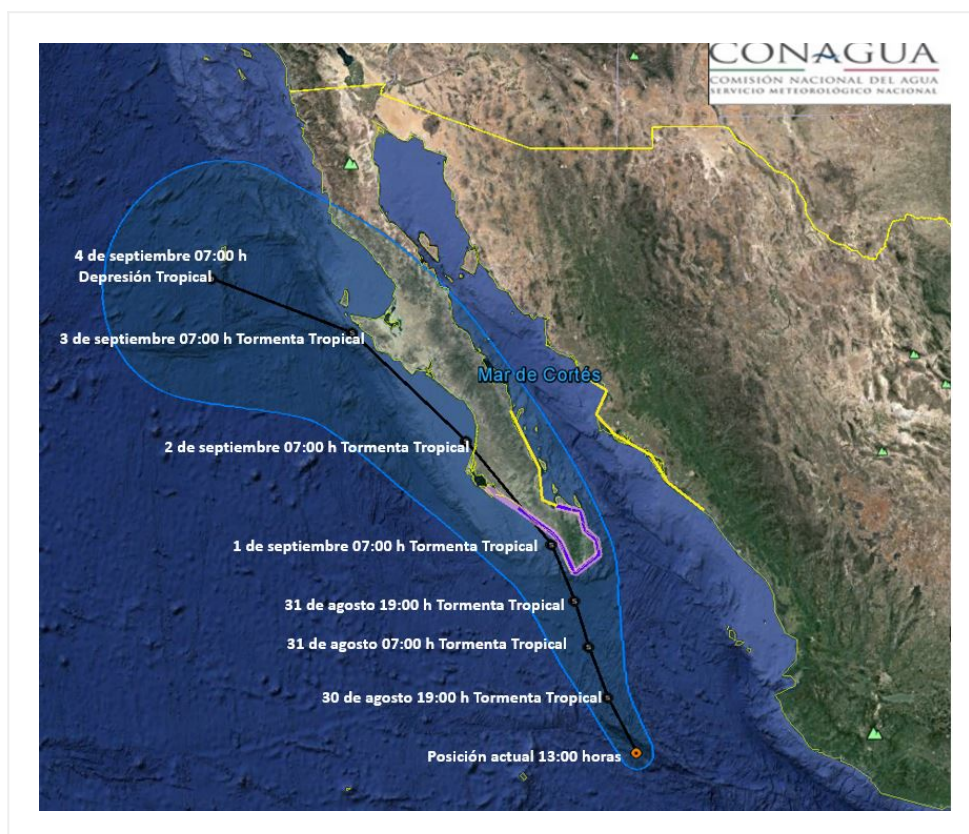 CONAGUA
COMISIÓN NACIONAL DEL AGUA
SERVICIO METEOROLÓGICO NACIONAL
4 de septiembre 07:00 h
Depresión Tropical
3 de septiembre 07:00 h Tormenta Tropical
Mar de Cortés
2 de septiembre 07:00 h Tormenta Tropical
1 de septiembre 07:00 h Tormenta Tropical
31 de agosto 19:00 h Tormenta Tropical
31 de agosto 07:00 h Tormenta Tropical
30 de agosto 19:00 h Tormenta Tropical
Posición actual 13:00 horas